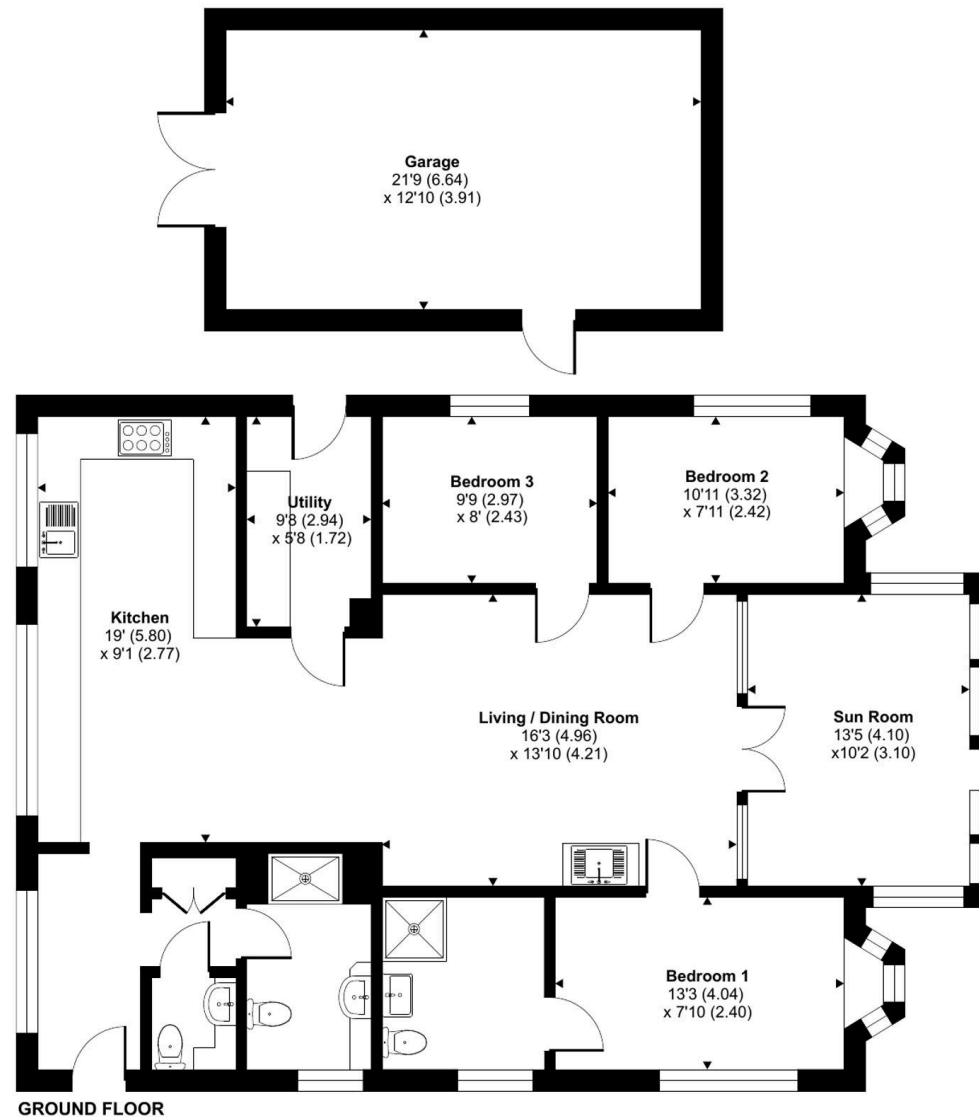 Garage
21'9 (6.64)
x 12'10 (3.91)
Utility
9'8 (2.94)
x 5'8 (1.72)
Bedroom 3
9'9 (2.97)
x 8' (2.43)
Bedroom 2
10'11 (3.32)
x 7'11 (2.42)
Kitchen
19' (5.80)
x 9'1 (2.77)
Living / Dining Room
16'3 (4.96)
x 13'10 (4.21)
Sun Room
13'5 (4.10)
x10'2 (3.10)
Bedroom 1
13'3 (4.04)
x 7'10 (2.40)
GROUND FLOOR